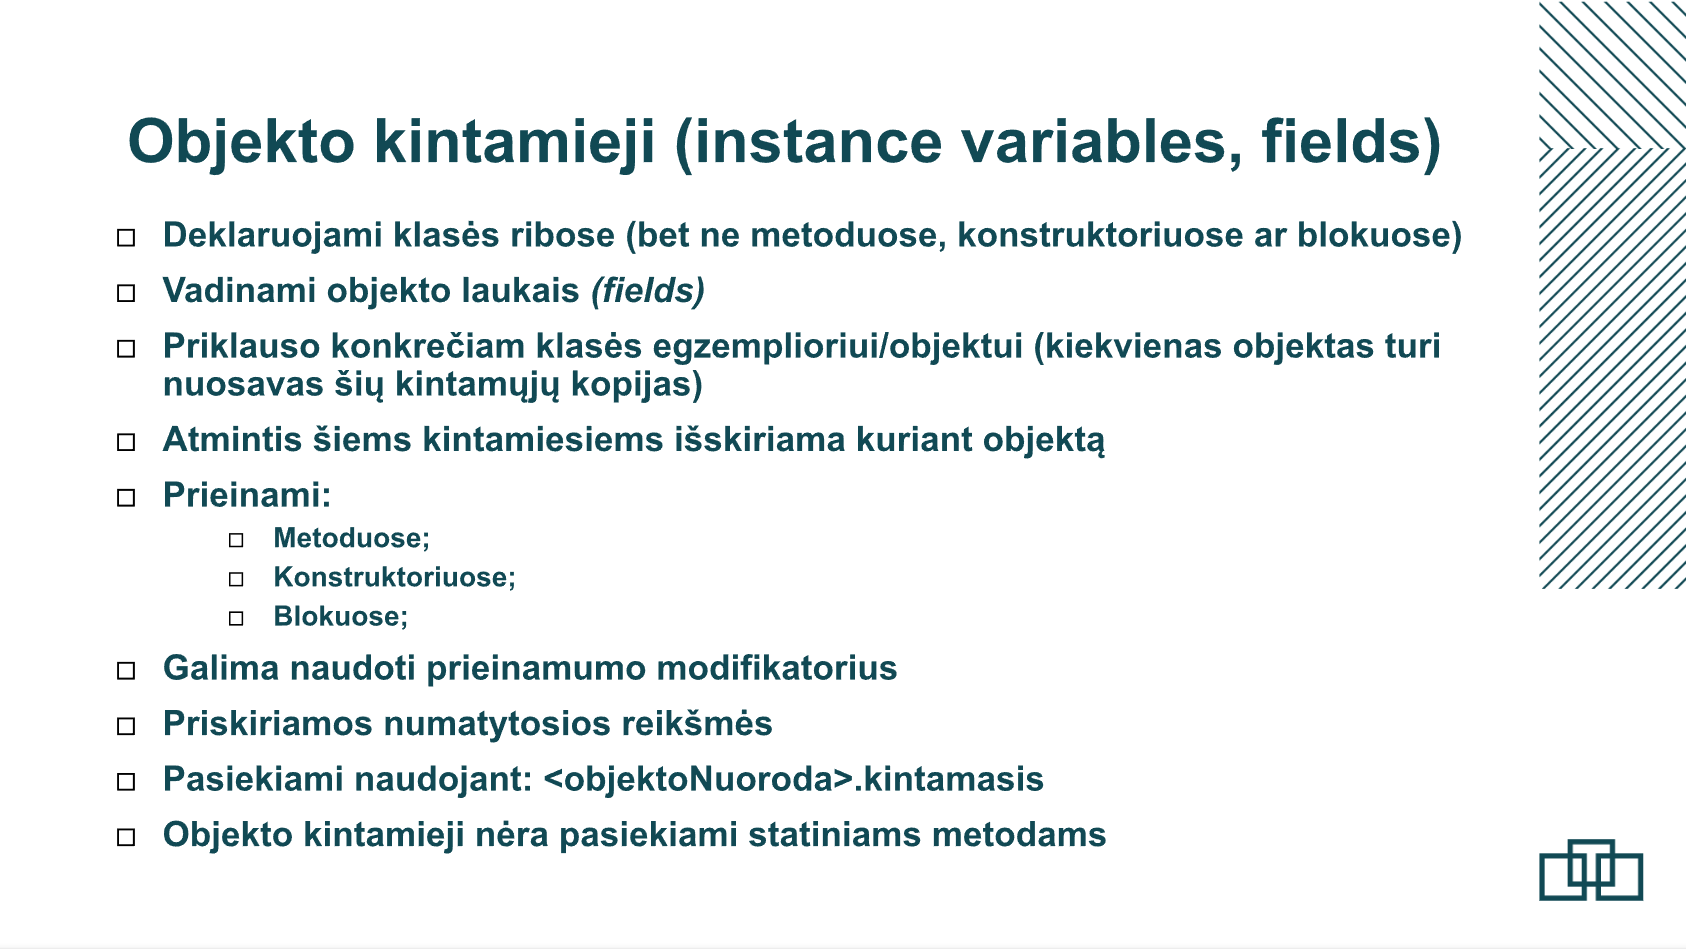 Objekto kintamieji (instance variables, fields)
Deklaruojami klasės ribose (bet ne metoduose, konstruktoriuose ar blokuose)
Vadinami objekto laukais (fields)
Priklauso konkrečiam klasės egzemplioriui/objektui (kiekvienas objektas turi
nuosavas šių kintamųjų kopijas)
Atmintis šiems kintamiesiems išskiriama kuriant objektą
Prieinami:
Metoduose;
Konstruktoriuose;
Blokuose;
Galima naudoti prieinamumo modifikatorius
Priskiriamos numatytosios reikšmės
Pasiekiami naudojant: <objektoNuoroda>.kintamasis
Objekto kintamieji nėra pasiekiami statiniams metodams